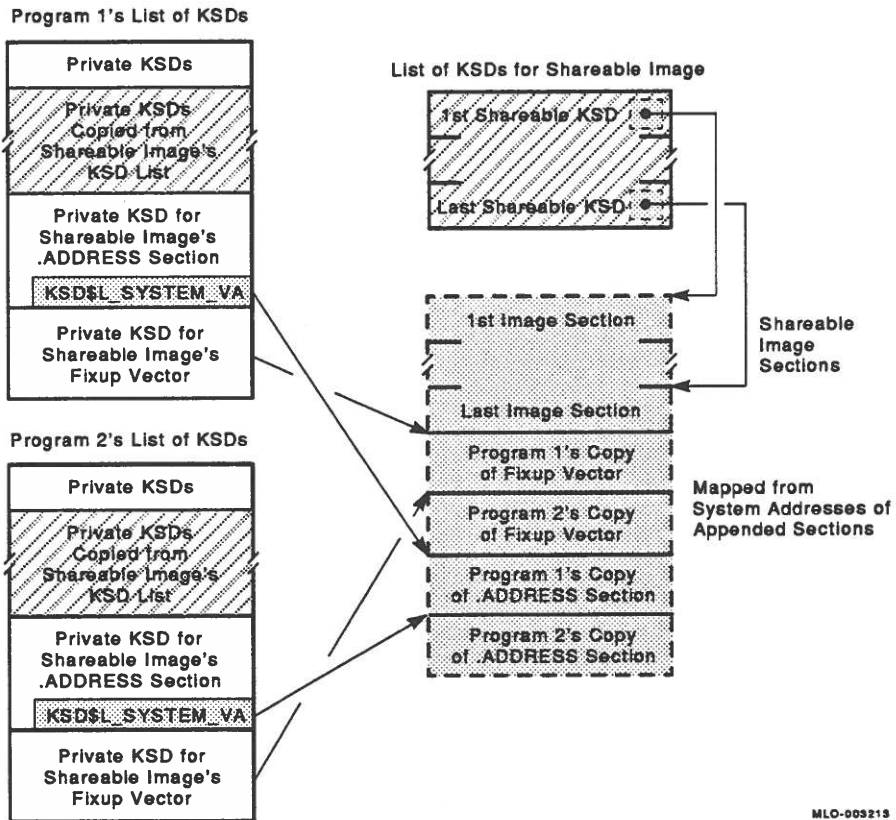 Program 1's List of KSDs
Private KSDs
Private KSDs
Copied from
Shareable Image's
KSD List
Private KSD for
Shareable Image's
.ADDRESS Section
KSD$L_SYSTEM_VA
Private KSD for
Shareable Image's
Fixup Vector
Program 2's List of KSDs
Private KSDs
Private KSDs
Copied from
Shareable Image's
KSD List
Private KSD for
Shareable Image's
.ADDRESS Section
KSD$L_SYSTEM_VA
Private KSD for
Shareable Image's
Fixup Vector
List of KSDs for Shareable Image
1st Shareable KSD
Last Shareable KSD
1st Image Section
Last Image Section
Program 1's Copy
of Fixup Vector
Program 2's Copy
of Fixup Vector
Program 1's Copy
of .ADDRESS Section
Program 2's Copy
of .ADDRESS Section
Shareable
Image
Sections
Mapped from
System Addresses of
Appended Sections
MLO-003213